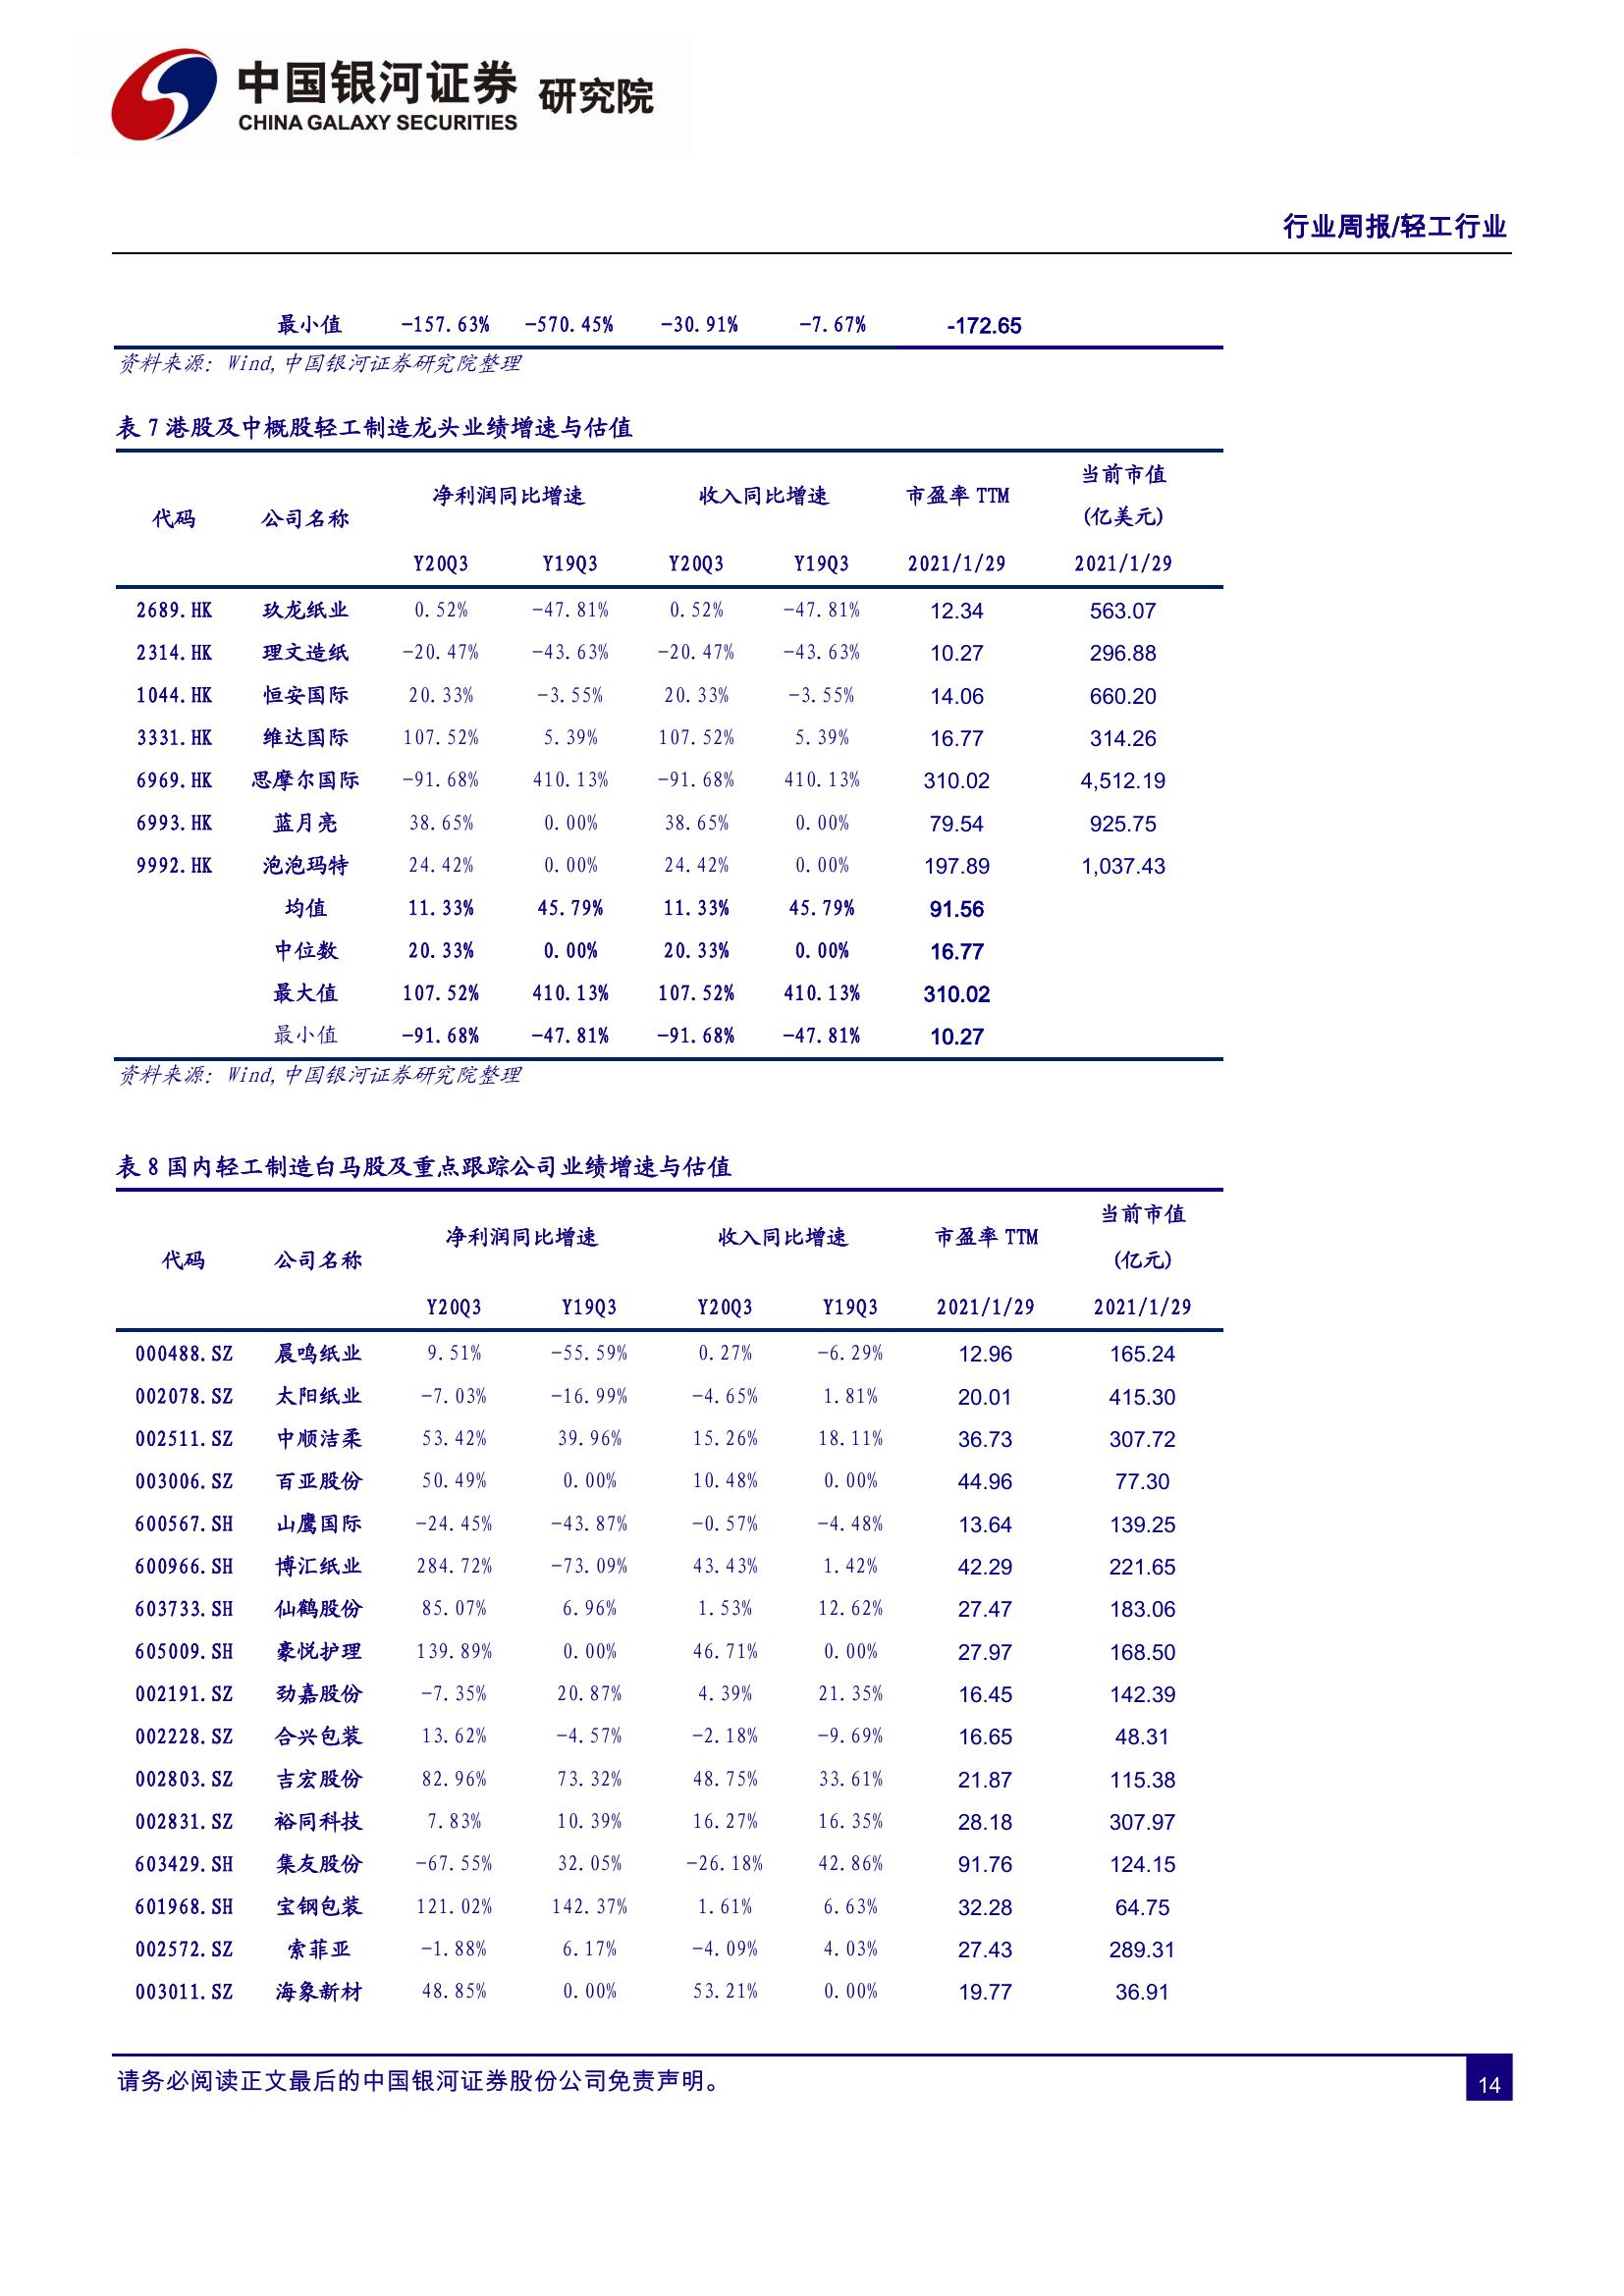 中国银河证券 研究院
CHINA GALAXY SECURITIES
行业周报/轻工行业
最小值 -157.63% -570.45% -30.91% -7.67% -172.65
资料来源：Wind,中国银河证券研究院整理
表 7 港股及中概股轻工制造龙头业绩增速与估值
代码 公司名称 净利润同比增速 收入同比增速 市盈率 TTM 当前市值
(亿美元)
Y20Q3 Y19Q3 Y20Q3 Y19Q3 2021/1/29 2021/1/29
2689.HK 玖龙纸业 0.52% -47.81% 0.52% -47.81% 12.34 563.07
2314.HK 理文造纸 -20.47% -43.63% -20.47% -43.63% 10.27 296.88
1044.HK 恒安国际 20.33% -3.55% 20.33% -3.55% 14.06 660.20
3331.HK 维达国际 107.52% 5.39% 107.52% 5.39% 16.77 314.26
6969.HK 思摩尔国际 -91.68% 410.13% -91.68% 410.13% 310.02 4,512.19
6993.HK 蓝月亮 38.65% 0.00% 38.65% 0.00% 79.54 925.75
9992.HK 泡泡玛特 24.42% 0.00% 24.42% 0.00% 197.89 1,037.43
均值 11.33% 45.79% 11.33% 45.79% 91.56
中位数 20.33% 0.00% 20.33% 0.00% 16.77
最大值 107.52% 410.13% 107.52% 410.13% 310.02
最小值 -91.68% -47.81% -91.68% -47.81% 10.27
资料来源：Wind,中国银河证券研究院整理
表 8 国内轻工制造白马股及重点跟踪公司业绩增速与估值
代码 公司名称 净利润同比增速 收入同比增速 市盈率 TTM 当前市值
(亿元)
Y20Q3 Y19Q3 Y20Q3 Y19Q3 2021/1/29 2021/1/29
000488.SZ 晨鸣纸业 9.51% -55.59% 0.27% -6.29% 12.96 165.24
002078.SZ 太阳纸业 -7.03% -16.99% -4.65% 1.81% 20.01 415.30
002511.SZ 中顺洁柔 53.42% 39.96% 15.26% 18.11% 36.73 307.72
003006.SZ 百亚股份 50.49% 0.00% 10.48% 0.00% 44.96 77.30
600567.SH 山鹰国际 -24.45% -43.87% -0.57% -4.48% 13.64 139.25
600966.SH 博汇纸业 284.72% -73.09% 43.43% 1.42% 42.29 221.65
603733.SH 仙鹤股份 85.07% 6.96% 1.53% 12.62% 27.47 183.06
605009.SH 豪悦护理 139.89% 0.00% 46.71% 0.00% 27.97 168.50
002191.SZ 劲嘉股份 -7.35% 20.87% 4.39% 21.35% 16.45 142.39
002228.SZ 合兴包装 13.62% -4.57% -2.18% -9.69% 16.65 48.31
002803.SZ 吉宏股份 82.96% 73.32% 48.75% 33.61% 21.87 115.38
002831.SZ 裕同科技 7.83% 10.39% 16.27% 16.35% 28.18 307.97
603429.SH 集友股份 -67.55% 32.05% -26.18% 42.86% 91.76 124.15
601968.SH 宝钢包装 121.02% 142.37% 1.61% 6.63% 32.28 64.75
002572.SZ 索菲亚 -1.88% 6.17% -4.09% 4.03% 27.43 289.31
003011.SZ 海象新材 48.85% 0.00% 53.21% 0.00% 19.77 36.91
请务必阅读正文最后的中国银河证券股份公司免责声明。
14